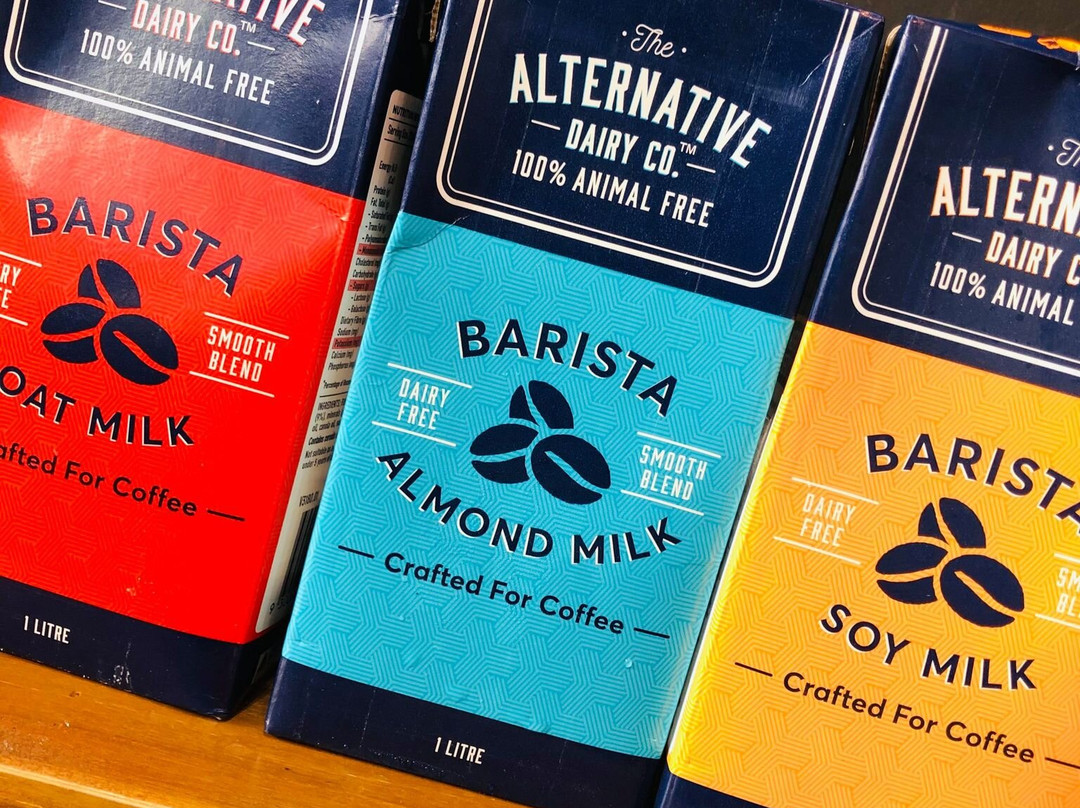 DAIRY CO.™
100% ANIMAL FREE
BARISTA
SMOOTH
BLEND
OAT MILK
Crafted For Coffee
1 LITRE
·The·
ALTERNATIVE
DAIRY CO.™
100% ANIMAL FREE
BARISTA
DAIRY
FREE
SMOOTH
BLEND
ALMOND MILK
Crafted For Coffee
1 LITRE
DAIRY
100% ANIMAL
BARISTA
DAIRY
FREE
SOY MILK
Crafted For Coffee